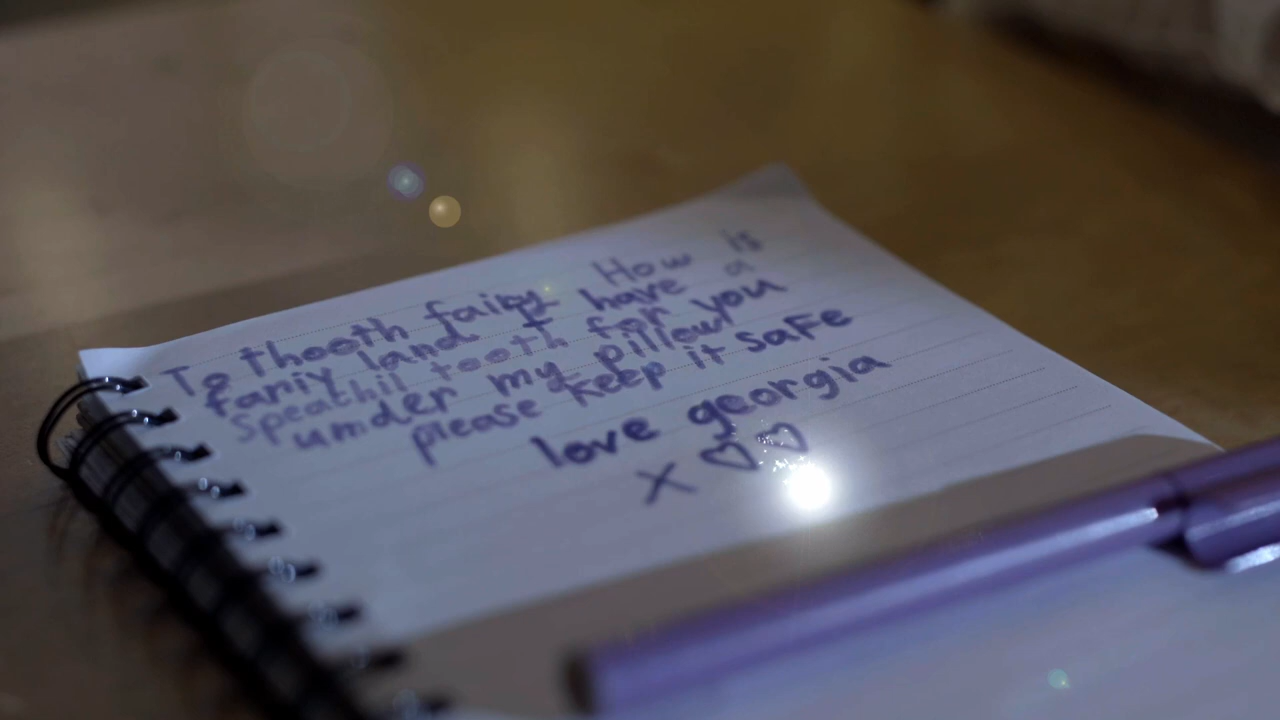 To thooth fairy How is
fariy land I have a
speathil tooth for you
umder my pillow
please keep it safe
love georgia
x ♡ ♡